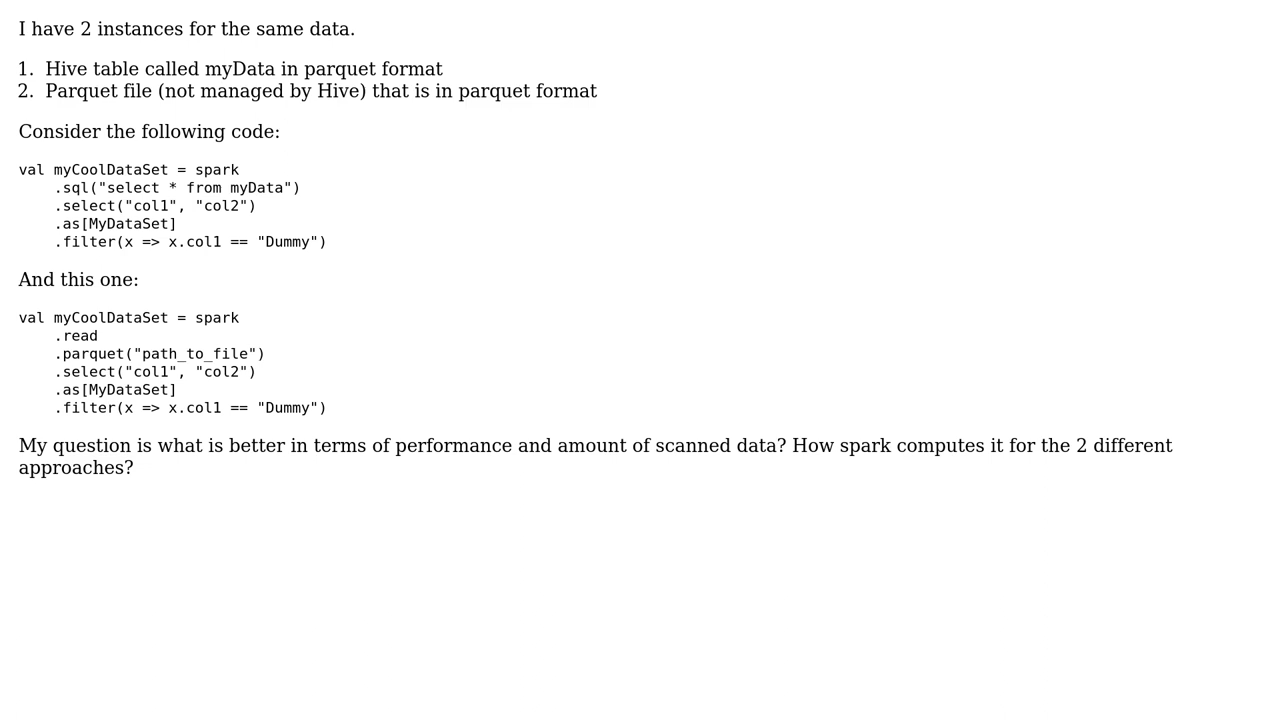 I have 2 instances for the same data.
1. Hive table called myData in parquet format
2. Parquet file (not managed by Hive) that is in parquet format
Consider the following code:
val myCoolDataSet = spark
    .sql("select * from myData")
    .select("col1", "col2")
    .as[MyDataSet]
    .filter(x => x.col1 == "Dummy")
And this one:
val myCoolDataSet = spark
    .read
    .parquet("path_to_file")
    .select("col1", "col2")
    .as[MyDataSet]
    .filter(x => x.col1 == "Dummy")
My question is what is better in terms of performance and amount of scanned data? How spark computes it for the 2 different
approaches?